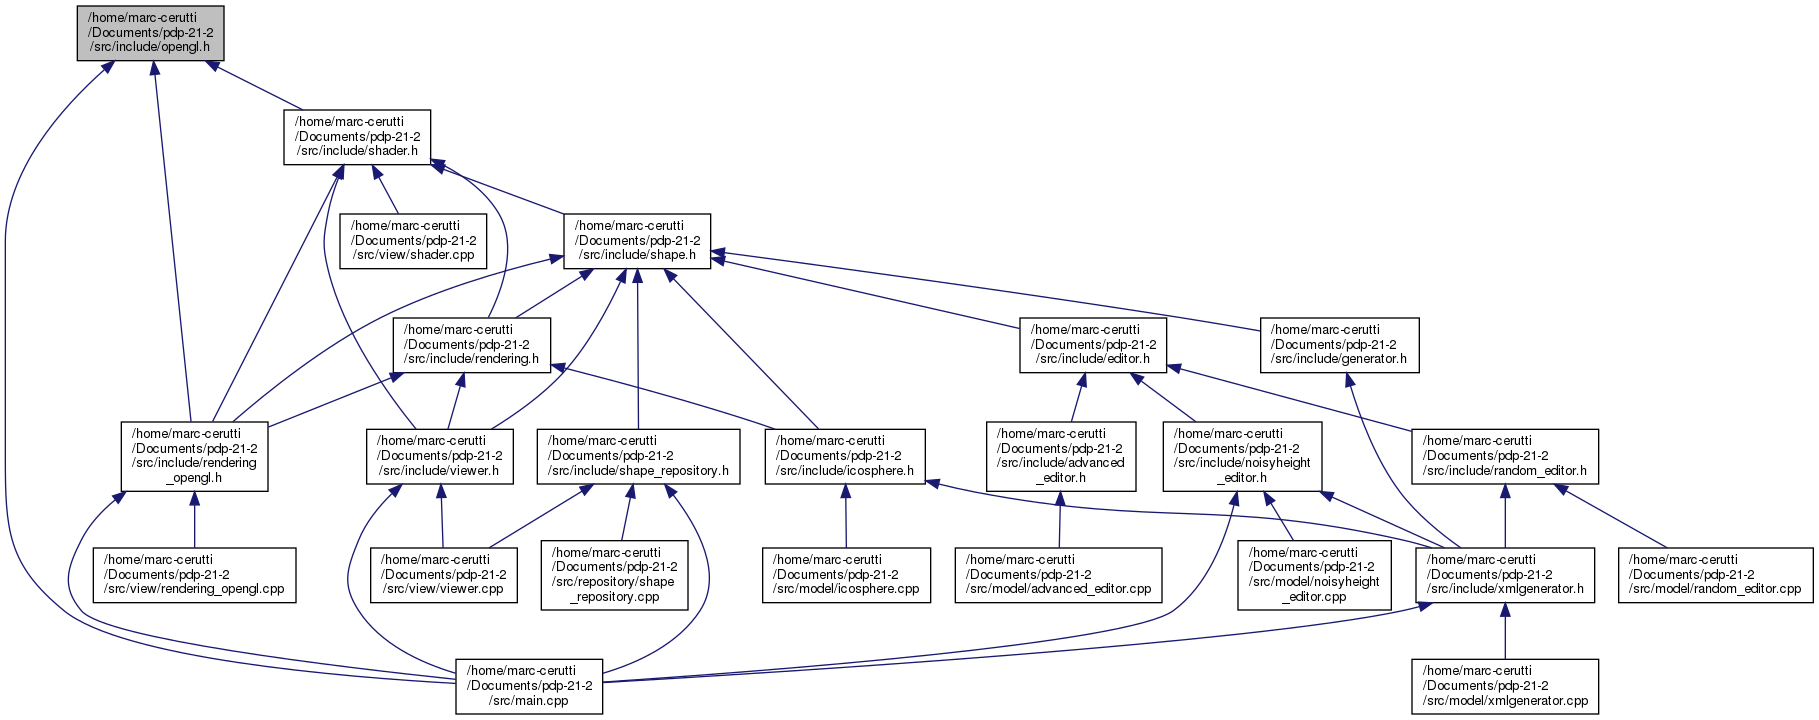 /home/marc-cerutti
/Documents/pdp-21-2
/src/include/opengl.h
/home/marc-cerutti
/Documents/pdp-21-2
/src/include/shader.h
/home/marc-cerutti
/Documents/pdp-21-2
/src/view/shader.cpp
/home/marc-cerutti
/Documents/pdp-21-2
/src/include/shape.h
/home/marc-cerutti
/Documents/pdp-21-2
/src/include/rendering.h
/home/marc-cerutti
/Documents/pdp-21-2
/src/include/editor.h
/home/marc-cerutti
/Documents/pdp-21-2
/src/include/generator.h
/home/marc-cerutti
/Documents/pdp-21-2
/src/include/rendering
_opengl.h
/home/marc-cerutti
/Documents/pdp-21-2
/src/include/viewer.h
/home/marc-cerutti
/Documents/pdp-21-2
/src/include/shape_repository.h
/home/marc-cerutti
/Documents/pdp-21-2
/src/include/icosphere.h
/home/marc-cerutti
/Documents/pdp-21-2
/src/include/advanced
_editor.h
/home/marc-cerutti
/Documents/pdp-21-2
/src/include/noisyheight
_editor.h
/home/marc-cerutti
/Documents/pdp-21-2
/src/include/random_editor.h
/home/marc-cerutti
/Documents/pdp-21-2
/src/view/rendering_opengl.cpp
/home/marc-cerutti
/Documents/pdp-21-2
/src/view/viewer.cpp
/home/marc-cerutti
/Documents/pdp-21-2
/src/repository/shape
_repository.cpp
/home/marc-cerutti
/Documents/pdp-21-2
/src/model/icosphere.cpp
/home/marc-cerutti
/Documents/pdp-21-2
/src/model/advanced_editor.cpp
/home/marc-cerutti
/Documents/pdp-21-2
/src/model/noisyheight
_editor.cpp
/home/marc-cerutti
/Documents/pdp-21-2
/src/include/xmlgenerator.h
/home/marc-cerutti
/Documents/pdp-21-2
/src/model/random_editor.cpp
/home/marc-cerutti
/Documents/pdp-21-2
/src/main.cpp
/home/marc-cerutti
/Documents/pdp-21-2
/src/model/xmlgenerator.cpp